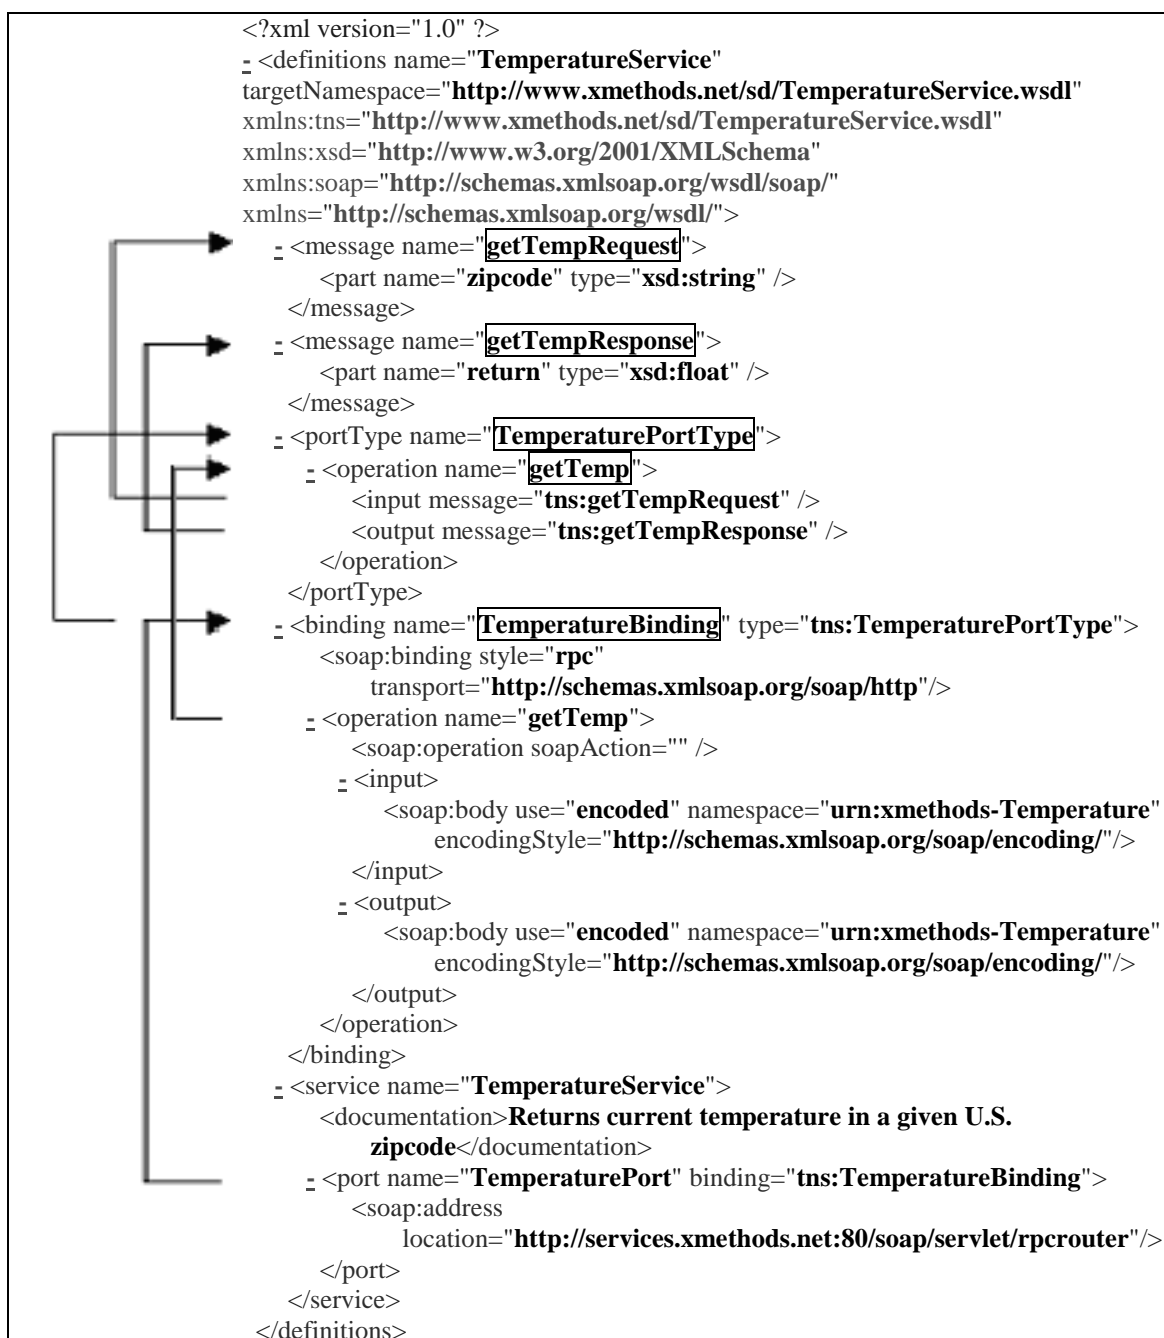 <?xml version="1.0" ?>
- <definitions name="TemperatureService"
targetNamespace="http://www.xmethods.net/sd/TemperatureService.wsdl"
xmlns:tns="http://www.xmethods.net/sd/TemperatureService.wsdl"
xmlns:xsd="http://www.w3.org/2001/XMLSchema"
xmlns:soap="http://schemas.xmlsoap.org/wsdl/soap/"
xmlns="http://schemas.xmlsoap.org/wsdl/">
- <message name="getTempRequest">
<part name="zipcode" type="xsd:string" />
</message>
- <message name="getTempResponse">
<part name="return" type="xsd:float" />
</message>
- <portType name="TemperaturePortType">
- <operation name="getTemp">
<input message="tns:getTempRequest" />
<output message="tns:getTempResponse" />
</operation>
</portType>
- <binding name="TemperatureBinding" type="tns:TemperaturePortType">
<soap:binding style="rpc"
transport="http://schemas.xmlsoap.org/soap/http"/>
- <operation name="getTemp">
<soap:operation soapAction="" />
- <input>
<soap:body use="encoded" namespace="urn:xmethods-Temperature"
encodingStyle="http://schemas.xmlsoap.org/soap/encoding/"/>
</input>
- <output>
<soap:body use="encoded" namespace="urn:xmethods-Temperature"
encodingStyle="http://schemas.xmlsoap.org/soap/encoding/"/>
</output>
</operation>
</binding>
- <service name="TemperatureService">
<documentation>Returns current temperature in a given U.S.
zipcode</documentation>
- <port name="TemperaturePort" binding="tns:TemperatureBinding">
<soap:address
location="http://services.xmethods.net:80/soap/servlet/rpcrouter"/>
</port>
</service>
</definitions>